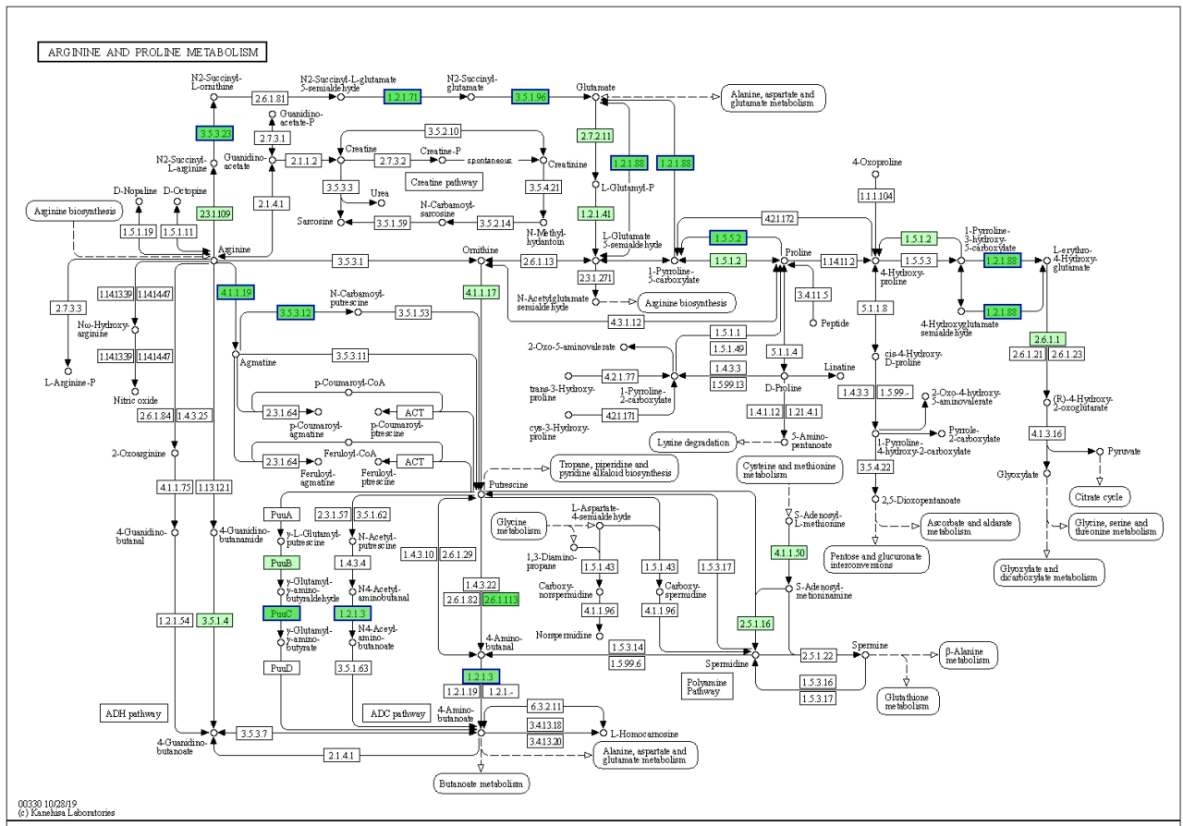 ARGININE AND PROLINE METABOLISM
N2-Succinyl-
L-ornithine
2.6.1.81
N2-Succinyl-L-glutamate
5-semialdehyde
1.2.1.71
N2-Succinyl-
glutamate
3.5.1.96
Glutamate
Alanine, aspartate and
glutamate metabolism
3.5.3.23
Guanidino-
acetate-P
2.7.3.1
3.5.2.10
2.7.2.11
N2-Succinyl-
L-arginine
Guanidino-
acetate
2.1.1.2
Creatine
2.7.3.2
Creatine-P
spontaneous
Creatinine
1.2.1.88
1.2.1.88
4-Oxoproline
3.5.3.3
Urea
Creatine pathway
3.5.4.21
L-Glutamyl-P
1.1.1.104
D-Nopaline
D-Octopine
2.1.4.1
Arginine biosynthesis
2.3.1.109
Sarcosine
3.5.1.59
N-Carbamoyl-
sarcosine
3.5.2.14
N-Methyl-
hydantoin
1.2.1.41
4.2.1.172
1.5.1.19
1.5.1.11
L-Glutamate
5-semialdehyde
1.5.5.2
1.5.1.2
1-Pyrroline-
3-hydroxy-
5-carboxylate
L-erythro-
4-Hydroxy-
glutamate
Arginine
3.5.3.1
Ornithine
2.6.1.13
1.5.1.2
Proline
1.14.11.2
1.5.5.3
1.2.1.88
4-Hydroxy-
proline
1-Pyrroline-
5-carboxylate
2.3.1.271
N-Acetylglutamate
semialdehyde
Arginine biosynthesis
4.1.1.19
4.1.1.17
3.4.11.5
Peptide
5.1.1.8
1.2.1.88
4-Hydroxyglutamate
semialdehyde
2.7.3.3
1.14.13.39
1.14.14.47
Nω-Hydroxy-
arginine
1.14.13.39
1.14.14.47
L-Arginine-P
Nitric oxide
3.5.3.12
N-Carbamoyl-
putrescine
3.5.1.53
4.3.1.12
Agmatine
3.5.3.11
2-Oxo-5-aminovalerate
1.5.1.1
1.5.1.49
1.4.3.3
1.5.99.13
5.1.1.4
Linatine
D-Proline
cis-4-Hydroxy-
D-proline
2.6.1.1
2.6.1.21
2.6.1.23
trans-3-Hydroxy-
proline
4.2.1.77
1-Pyrroline-
2-carboxylate
4.2.1.171
cys-3-Hydroxy-
proline
1.4.1.12
1.21.4.1
1.4.3.3
1.5.99.-
2-Oxo-4-hydroxy-
5-aminovalerate
(R)-4-Hydroxy-
2-oxoglutarate
Lysine degradation
5-Amino-
pentanoate
Pyrrole-
2-carboxylate
1-Pyrroline-
4-hydroxy-2-carboxylate
4.1.3.16
Pyruvate
Glyoxylate
Citrate cycle
2.6.1.84
1.4.3.25
p-Coumaroyl-CoA
2.3.1.64
ACT
p-Coumaroyl-
agmatine
p-Coumaroyl-
ptrescine
2-Oxoarginine
2.3.1.64
Feruloyl-CoA
ACT
Feruloyl-
agmatine
Feruloyl-
ptrescine
Tropane, piperidine and
pyridine alkaloid biosynthesis
Cysteine and methionine
metabolism
3.5.4.22
2,5-Dioxopentanoate
4.1.1.75
1.13.12.1
Putrescine
4-Guanidino-
butanal
4-Guanidino-
butanamide
PuuA
2.3.1.57
3.5.1.62
Glycine
metabolism
L-Aspartate-
4-semialdehyde
S-Adenosyl-
L-methionine
Ascorbate and aldarate
metabolism
Glycine, serine and
threonine metabolism
γ-L-Glutamyl-
putrescine
N-Acetyl-
putrescine
Pentose and glucuronate
interconversions
Glyoxylate and
dicarboxylate metabolism
PuuB
1.4.3.4
1.4.3.10
2.6.1.29
1,3-Diamino-
propane
1.5.1.43
1.5.1.43
1.5.3.17
4.1.1.50
γ-Glutamyl-
γ-amino-
butyraldehyde
N4-Acetyl-
aminobutanal
1.4.3.22
2.6.1.82
2.6.1.113
Carboxy-
norspermidine
Carboxy-
spermidine
S-Adenosyl-
metioninamine
1.2.1.54
3.5.1.4
PuuC
1.2.1.3
4.1.1.96
4.1.1.96
2.5.1.16
γ-Glutamyl-
γ-amino-
butyrate
N4-Aceyl-
amino-
butanoate
Norspermidine
4-Amino-
butanal
1.5.3.14
1.5.99.6
Spermidine
2.5.1.22
Spermine
β-Alanine
metabolism
PuuD
3.5.1.63
1.2.1.3
1.2.1.19
1.2.1.-
Polyamine
Pathway
1.5.3.16
1.5.3.17
Glutathione
metabolism
ADH pathway
ADC pathway
4-Amino-
butanoate
6.3.2.11
3.4.13.18
3.4.13.20
L-Homocarnosine
4-Guanidino-
butanoate
3.5.3.7
2.1.4.1
Alanine, aspartate and
glutamate metabolism
Butanoate metabolism
00330 10/28/19
(c) Kanehisa Laboratories